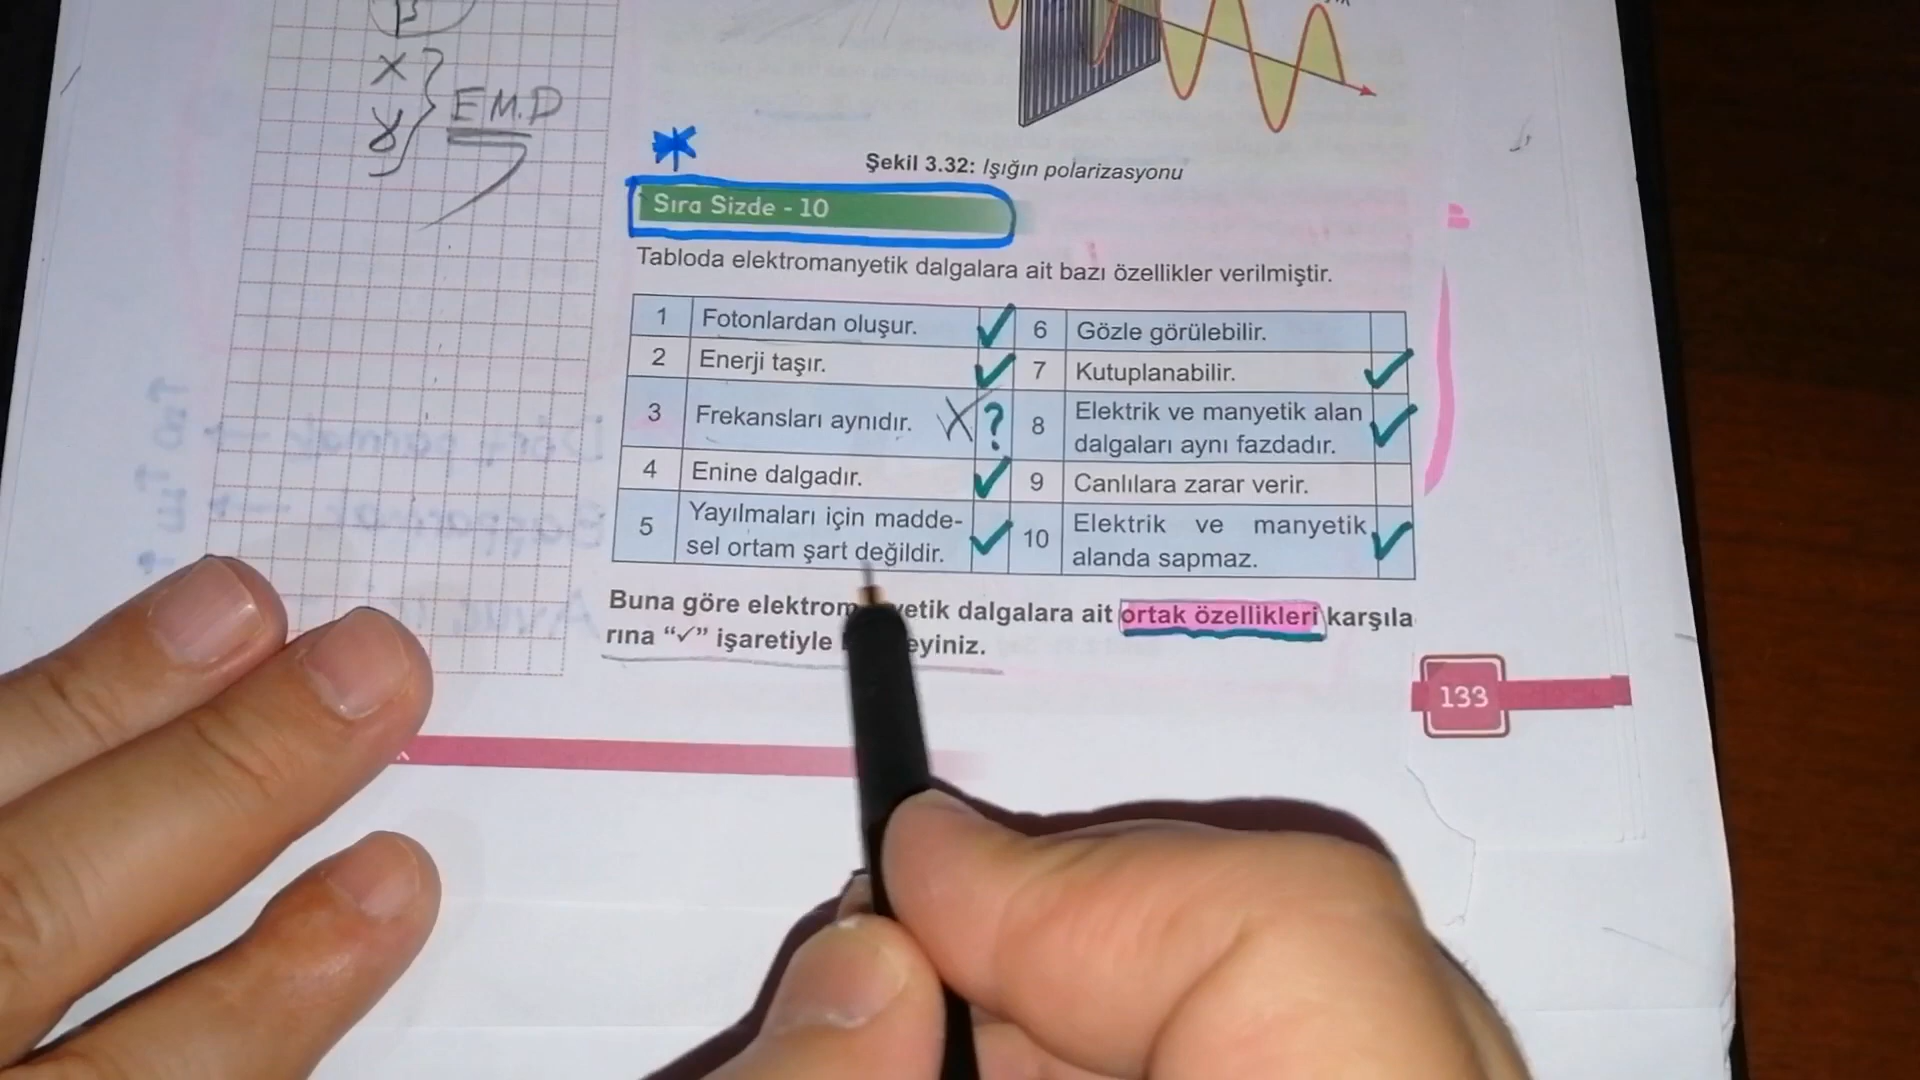 β
X
γ
E.M.D
Şekil 3.32: Işığın polarizasyonu
Sıra Sizde - 10
Tabloda elektromanyetik dalgalara ait bazı özellikler verilmiştir.
1 Fotonlardan oluşur. ✓ 6 Gözle görülebilir.
2 Enerji taşır. ✓ 7 Kutuplanabilir. ✓
3 Frekansları aynıdır. X ? 8 Elektrik ve manyetik alan
dalgaları aynı fazdadır. ✓
4 Enine dalgadır. ✓ 9 Canlılara zarar verir.
5 Yayılmaları için madde-
sel ortam şart değildir. ✓ 10 Elektrik ve manyetik
alanda sapmaz. ✓
Buna göre elektrom yetik dalgalara ait ortak özellikleri karşıla
rına “✓” işaretiyle eyiniz.
133